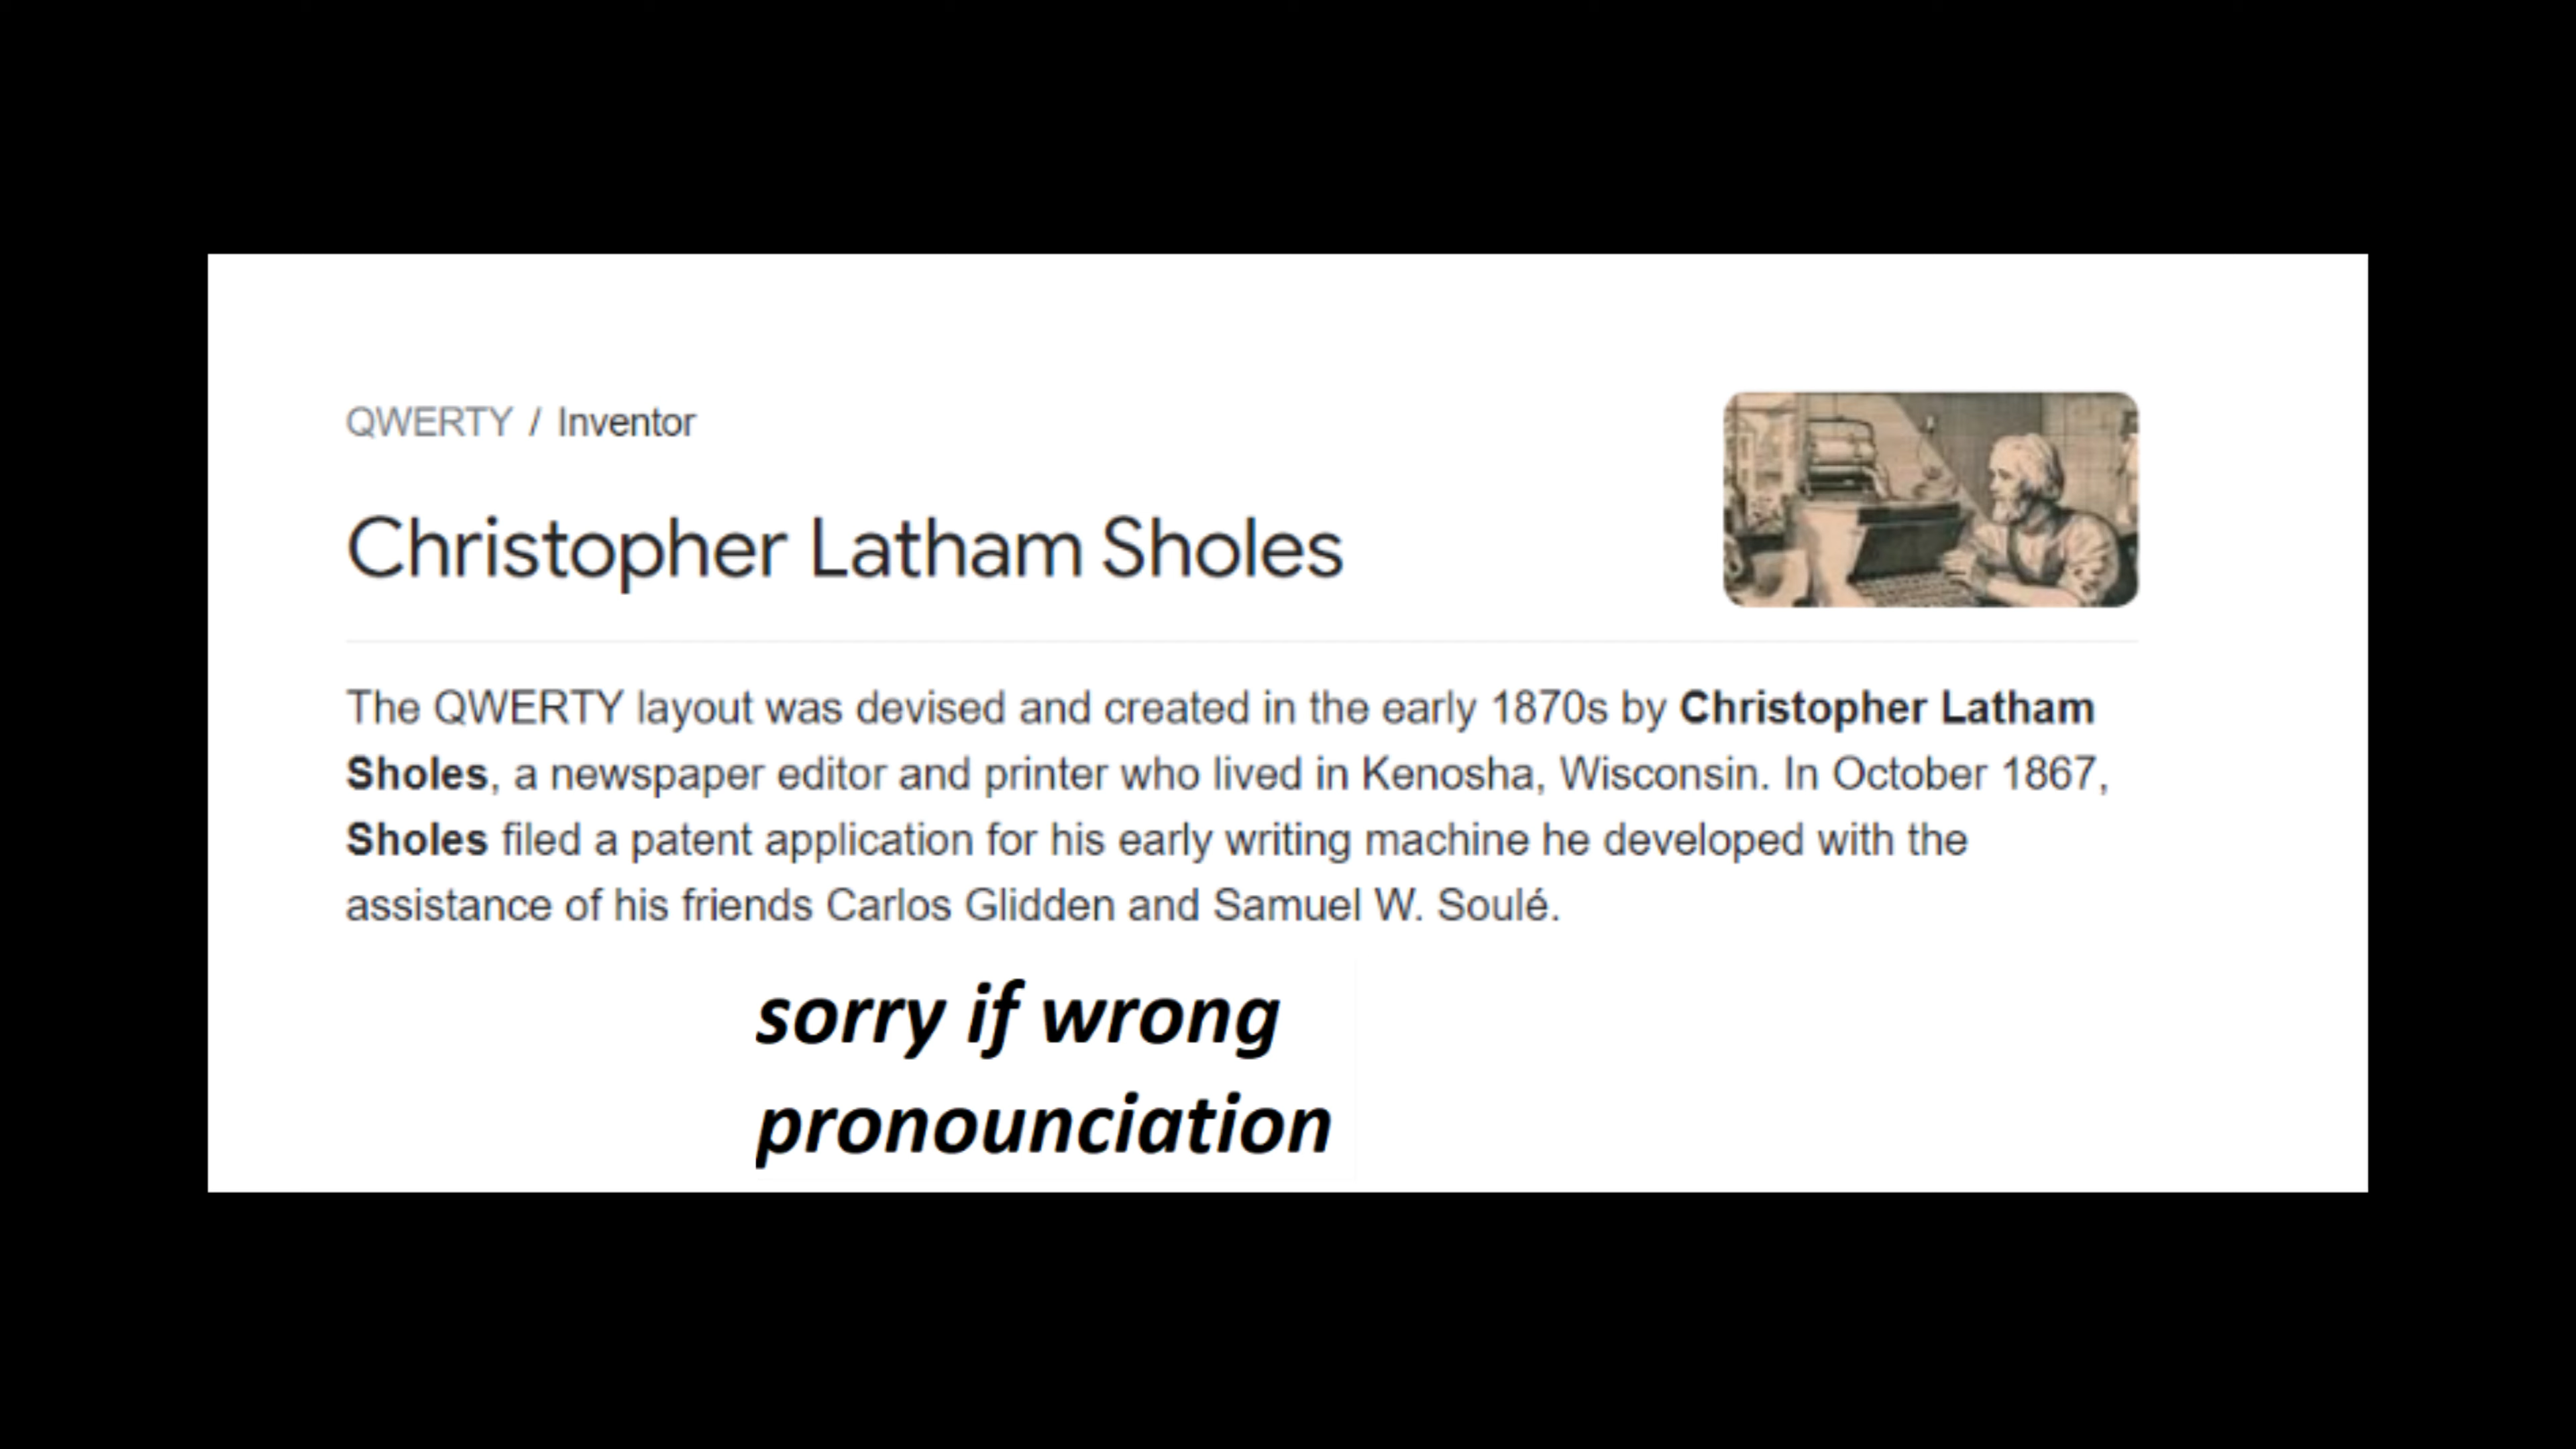 QWERTY / Inventor
Christopher Latham Sholes
The QWERTY layout was devised and created in the early 1870s by Christopher Latham
Sholes, a newspaper editor and printer who lived in Kenosha, Wisconsin. In October 1867,
Sholes filed a patent application for his early writing machine he developed with the
assistance of his friends Carlos Glidden and Samuel W. Soulé.
sorry if wrong
pronounciation